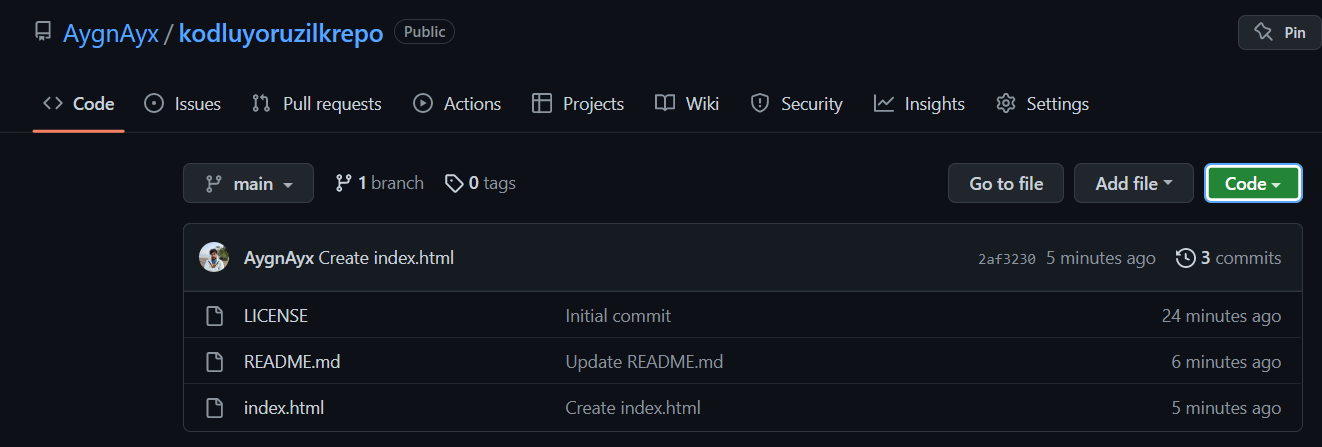 AygnAyx / kodluyoruzilkrepo Public Pin
Code Issues Pull requests Actions Projects Wiki Security Insights Settings
main 1 branch 0 tags Go to file Add file Code
AygnAyx Create index.html 2af3230 5 minutes ago 3 commits
LICENSE Initial commit 24 minutes ago
README.md Update README.md 6 minutes ago
index.html Create index.html 5 minutes ago